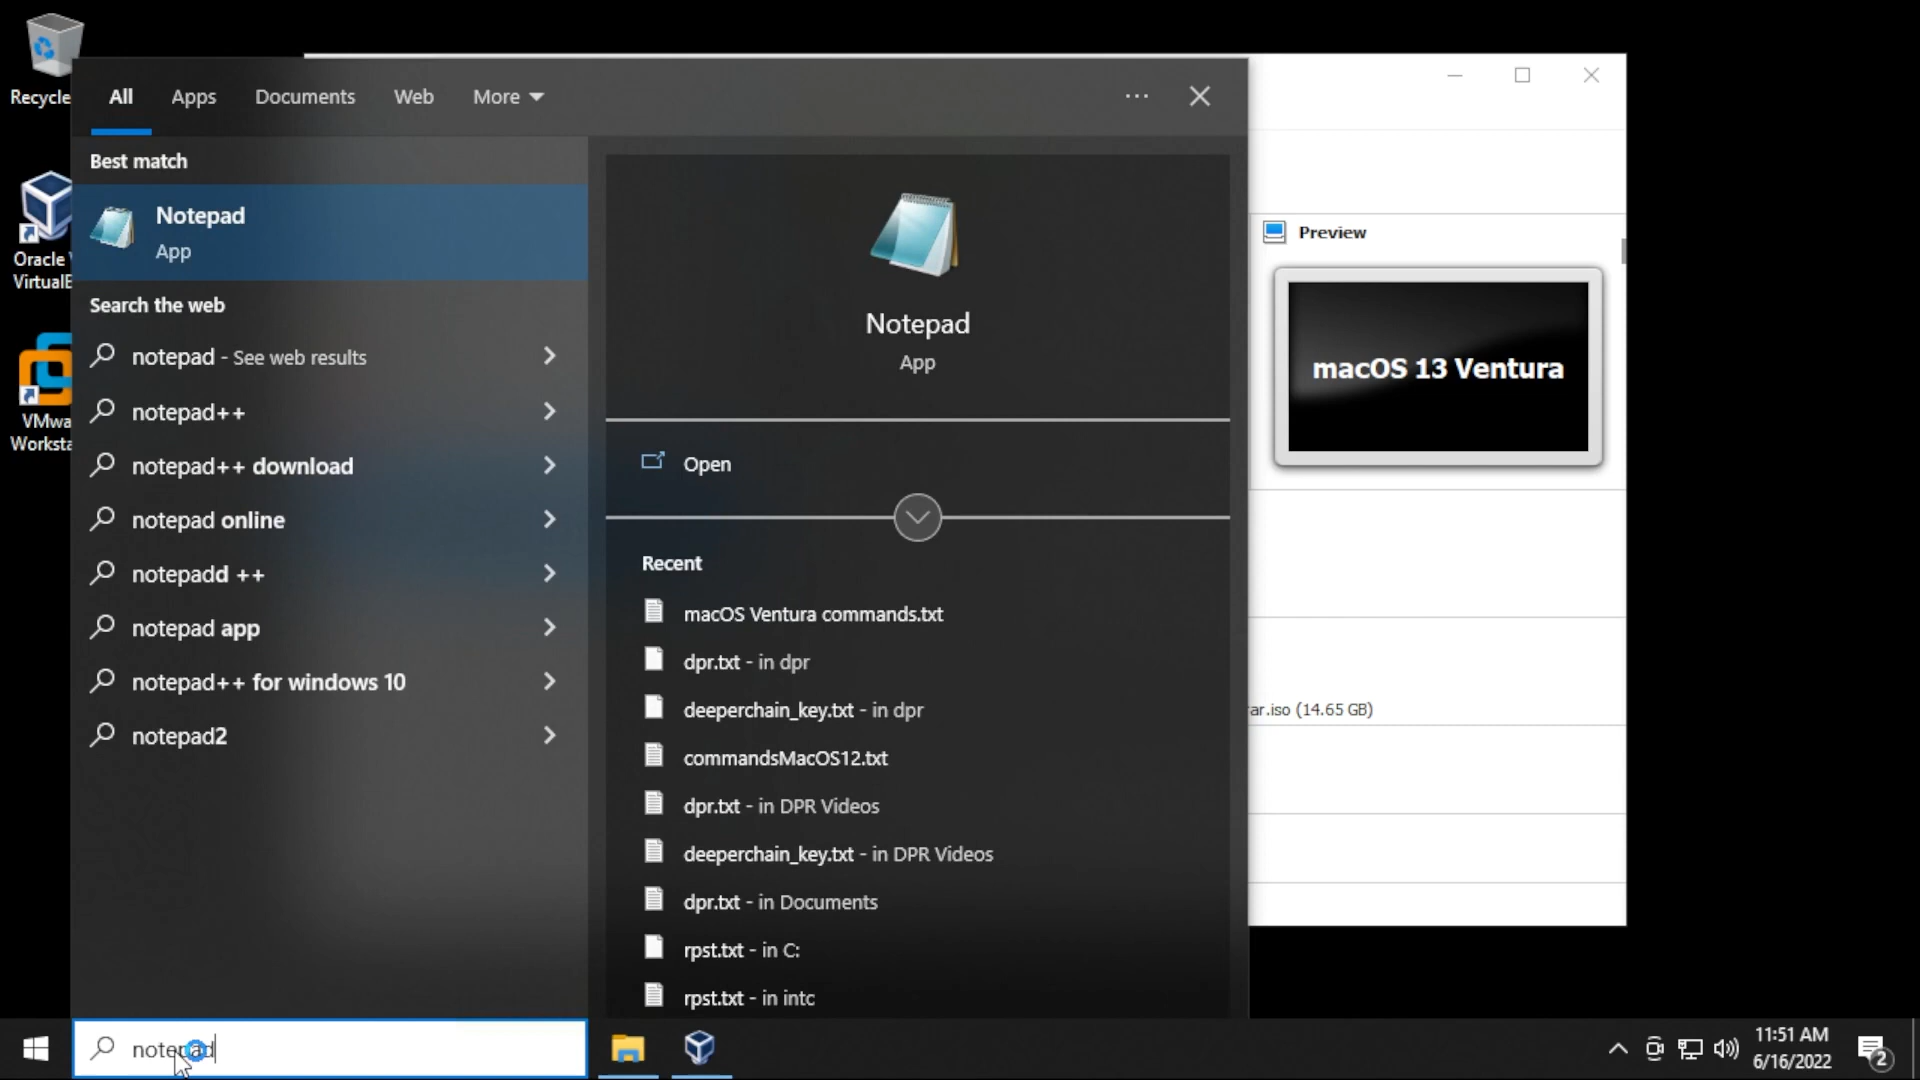 Recycle
Oracle
VirtualB
VMwa
Worksta
All
Apps
Documents
Web
More
Best match
Notepad
App
Search the web
notepad - See web results
notepad++
notepad++ download
notepad online
notepadd ++
notepad app
notepad++ for windows 10
notepad2
Notepad
App
Open
Recent
macOS Ventura commands.txt
dpr.txt - in dpr
deeperchain_key.txt - in dpr
commandsMacOS12.txt
dpr.txt - in DPR Videos
deeperchain_key.txt - in DPR Videos
dpr.txt - in Documents
rpst.txt - in C:
rpst.txt - in intc
Preview
macOS 13 Ventura
ar.iso (14.65 GB)
notepad
11:51 AM
6/16/2022
2